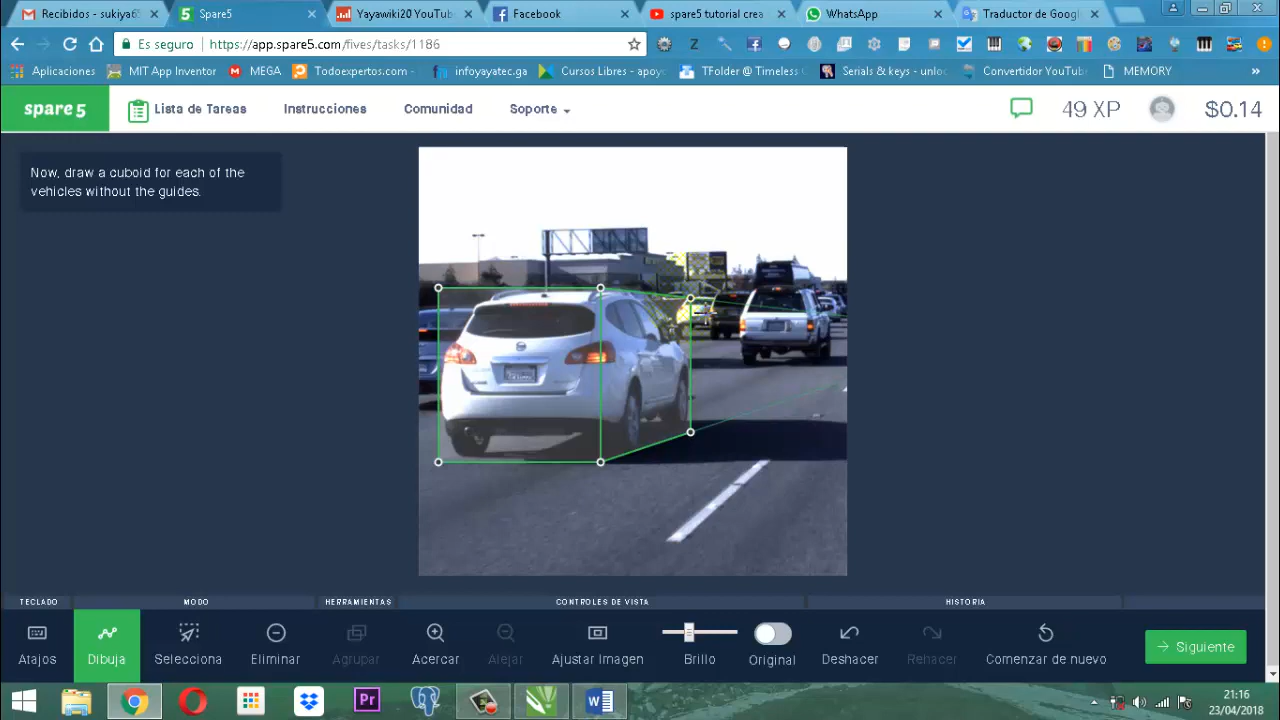 Recibidos - sukiya6
Spare5
Yayawiki20 YouTub
Facebook
spare5 tutorial crea
WhatsApp
Traductor de Googl
Es seguro
https://app.spare5.com/fives/tasks/1186
Aplicaciones
MIT App Inventor
MEGA
Todoexpertos.com -
infoyayatec.ga
Cursos Libres - apoy
TFolder @ Timeless
Serials & keys - unlo
Convertidor YouTub
MEMORY
»
spare5
Lista de Tareas
Instrucciones
Comunidad
Soporte
49 XP
$0.14
Now, draw a cuboid for each of the
vehicles without the guides.
TECLADO
MODO
HERRAMIENTAS
CONTROLES DE VISTA
HISTORIA
Atajos
Dibuja
Selecciona
Eliminar
Agrupar
Acercar
Alejar
Ajustar Imagen
Brillo
Original
Deshacer
Rehacer
Comenzar de nuevo
Siguiente
Pr
21:16
23/04/2018